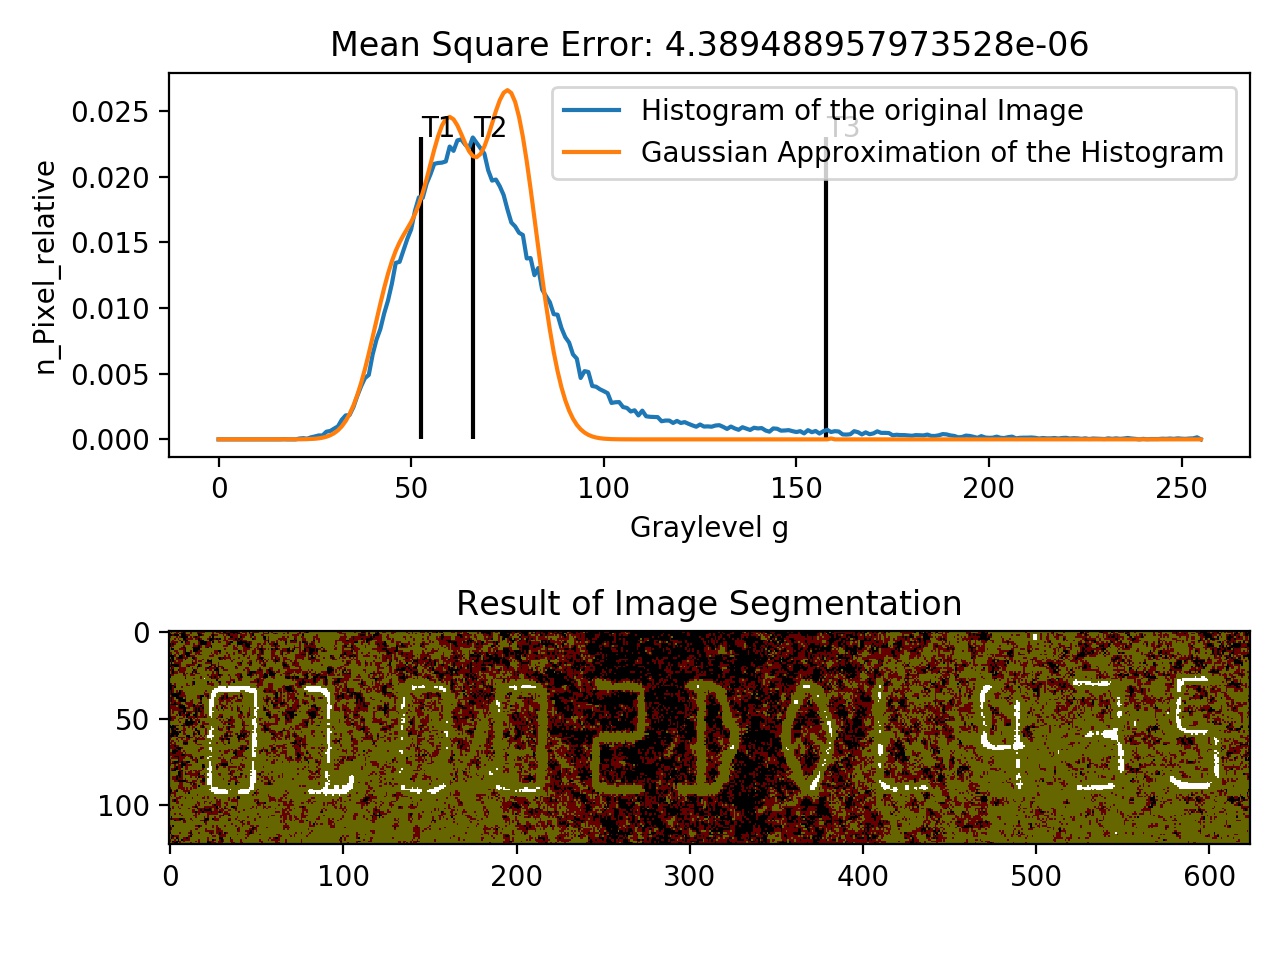 Mean Square Error: 4.389488957973528e-06
n_Pixel_relative
0.025
0.020
0.015
0.010
0.005
0.000
T1 T2 T3
Histogram of the original Image
Gaussian Approximation of the Histogram
0 50 100 150 200 250
Graylevel g
Result of Image Segmentation
0
50
100
0 100 200 300 400 500 600